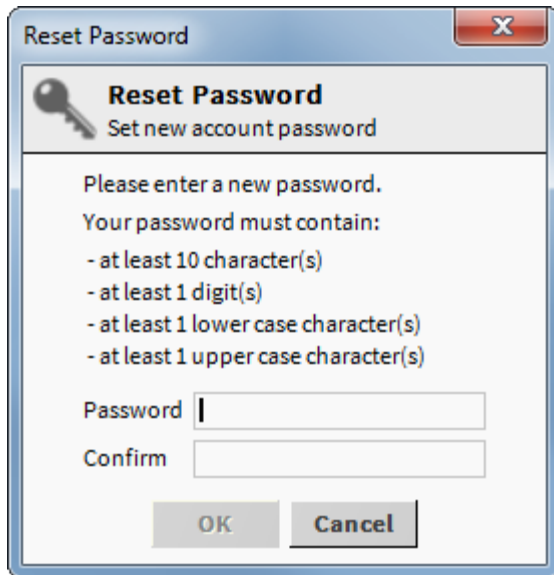 Reset Password
X
Reset Password
Set new account password
Please enter a new password.
Your password must contain:
- at least 10 character(s)
- at least 1 digit(s)
- at least 1 lower case character(s)
- at least 1 upper case character(s)
Password
Confirm
OK Cancel